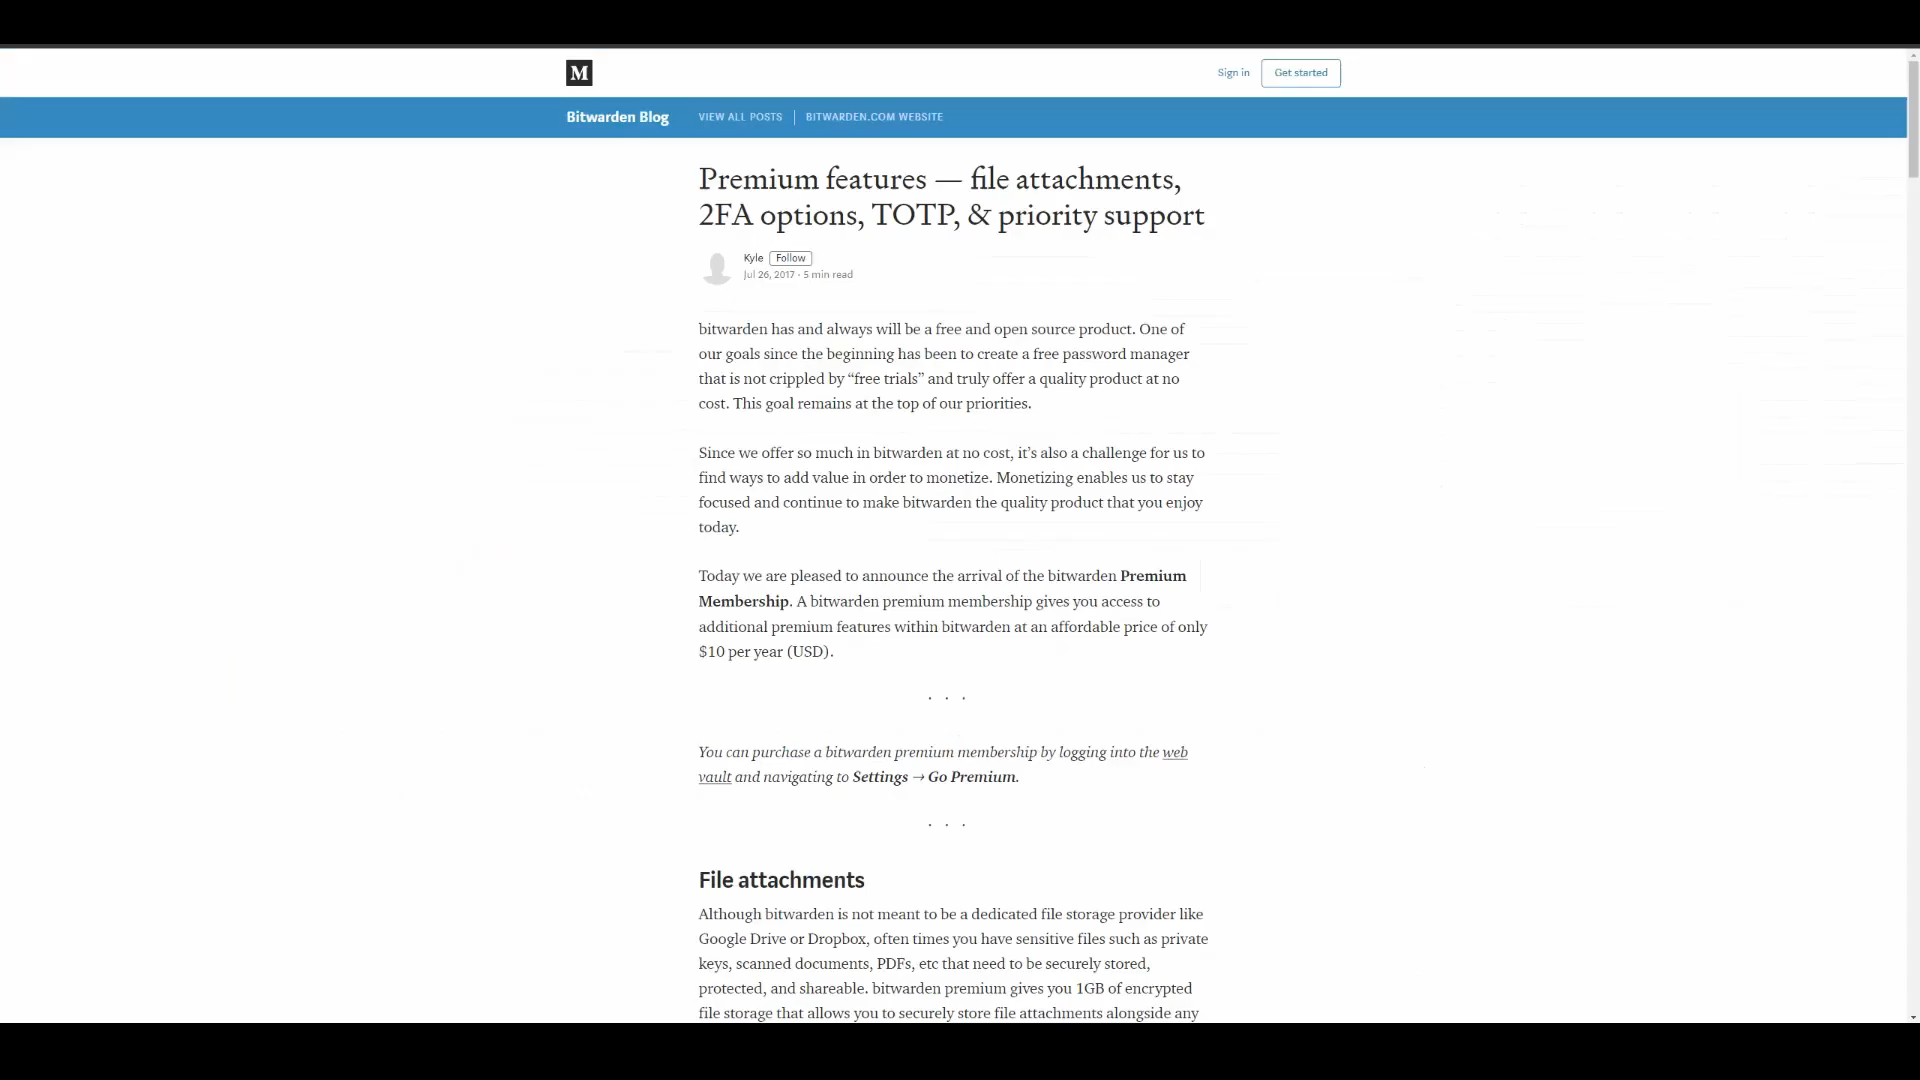 M
Sign in
Get started
Bitwarden Blog
VIEW ALL POSTS
BITWARDEN.COM WEBSITE
Premium features — file attachments,
2FA options, TOTP, & priority support
Kyle
Follow
Jul 26, 2017 · 5 min read
bitwarden has and always will be a free and open source product. One of
our goals since the beginning has been to create a free password manager
that is not crippled by “free trials” and truly offer a quality product at no
cost. This goal remains at the top of our priorities.
Since we offer so much in bitwarden at no cost, it’s also a challenge for us to
find ways to add value in order to monetize. Monetizing enables us to stay
focused and continue to make bitwarden the quality product that you enjoy
today.
Today we are pleased to announce the arrival of the bitwarden Premium
Membership. A bitwarden premium membership gives you access to
additional premium features within bitwarden at an affordable price of only
$10 per year (USD).
. . .
You can purchase a bitwarden premium membership by logging into the web
vault and navigating to Settings → Go Premium.
. . .
File attachments
Although bitwarden is not meant to be a dedicated file storage provider like
Google Drive or Dropbox, often times you have sensitive files such as private
keys, scanned documents, PDFs, etc that need to be securely stored,
protected, and shareable. bitwarden premium gives you 1GB of encrypted
file storage that allows you to securely store file attachments alongside any